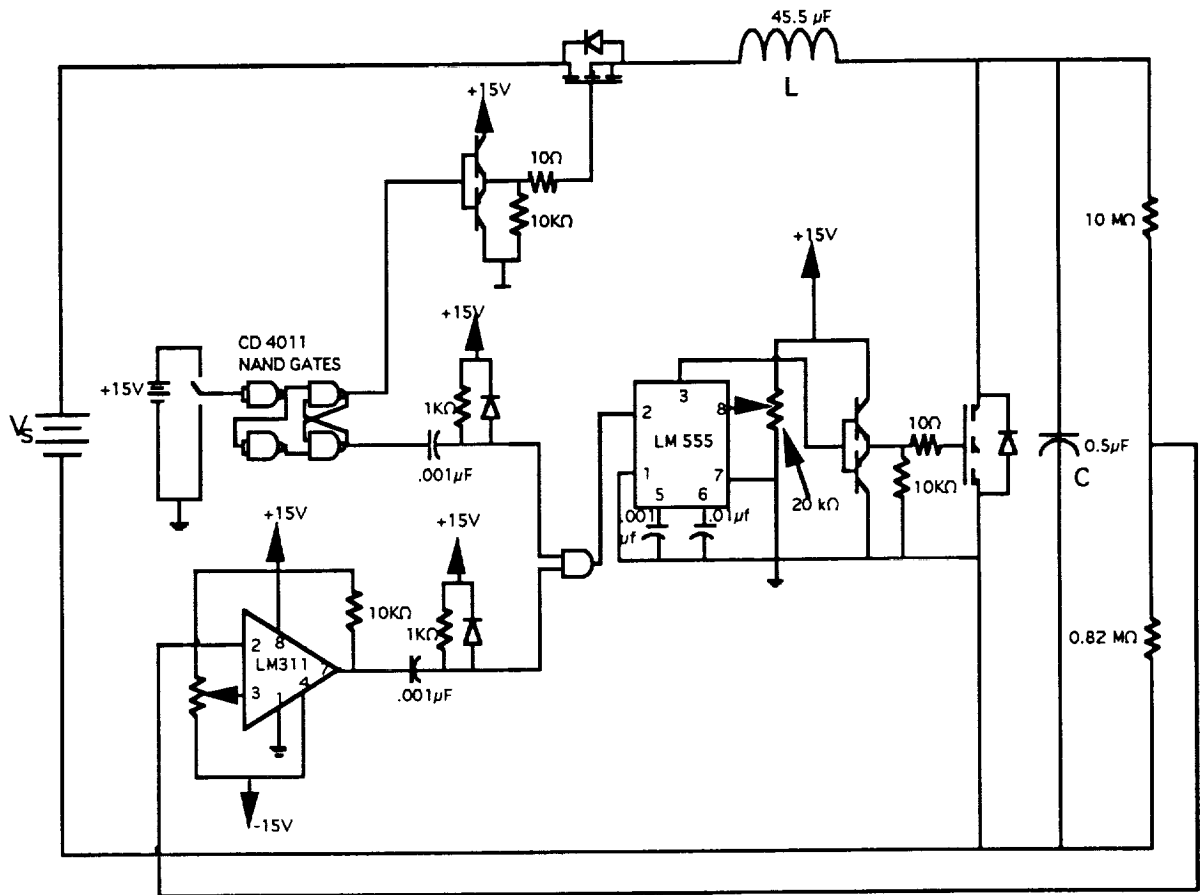 45.5 µF
L
+15V
10Ω
10KΩ
10 MΩ
+15V
+15V
CD 4011
NAND GATES
+15V
1KΩ
VS
.001µF
3
2
8
LM 555
1
7
5
6
20 kΩ
.001
µf
.01µf
10Ω
10KΩ
0.5µF
C
+15V
+15V
10KΩ
1KΩ
2
8
LM311
7
3
4
1
.001µF
0.82 MΩ
-15V